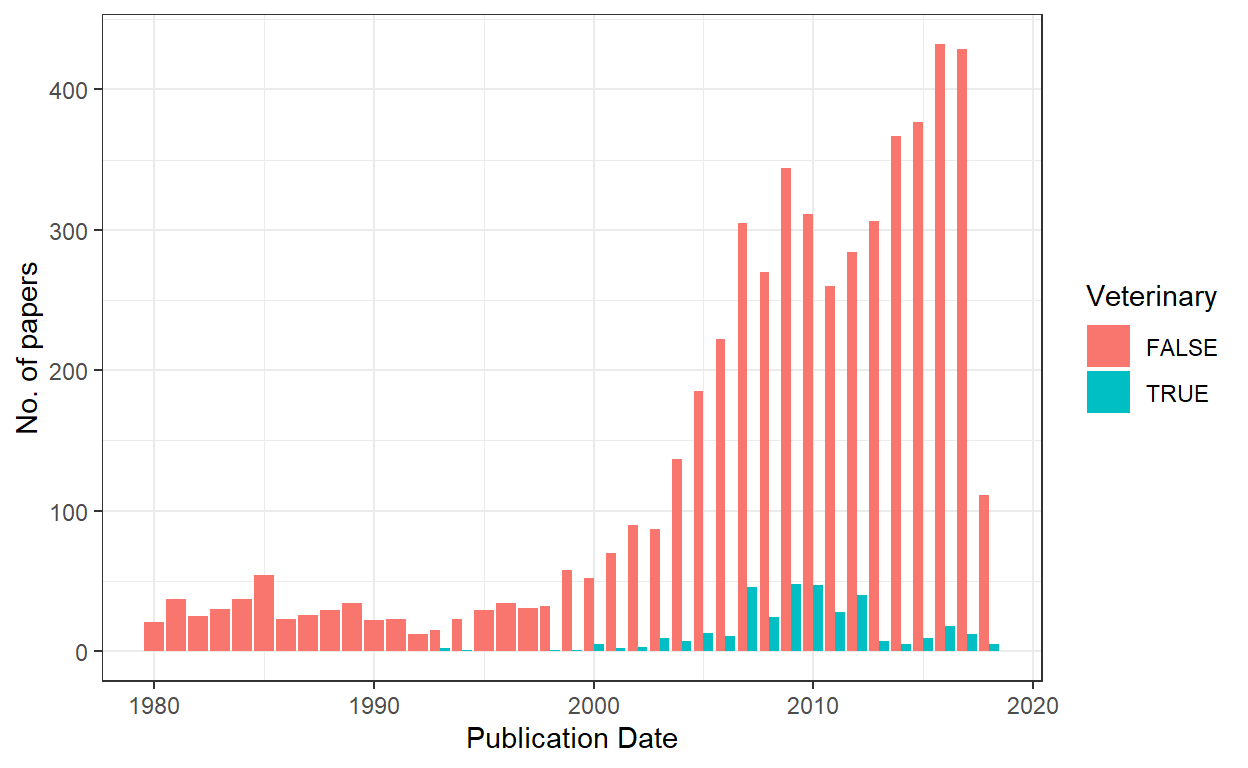 400
300
200
100
0
No. of papers
1980 1990 2000 2010 2020
Publication Date
Veterinary
FALSE
TRUE